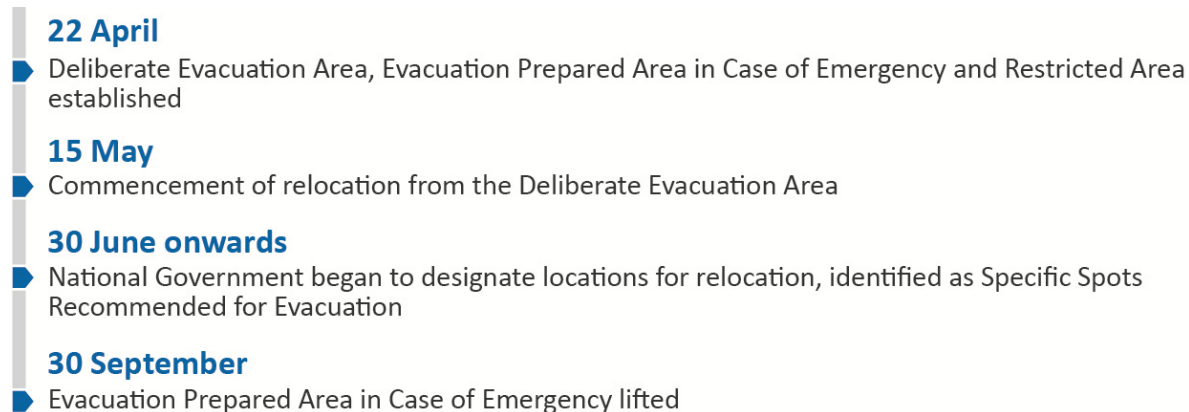 22 April
Deliberate Evacuation Area, Evacuation Prepared Area in Case of Emergency and Restricted Area
established
15 May
Commencement of relocation from the Deliberate Evacuation Area
30 June onwards
National Government began to designate locations for relocation, identified as Specific Spots
Recommended for Evacuation
30 September
Evacuation Prepared Area in Case of Emergency lifted